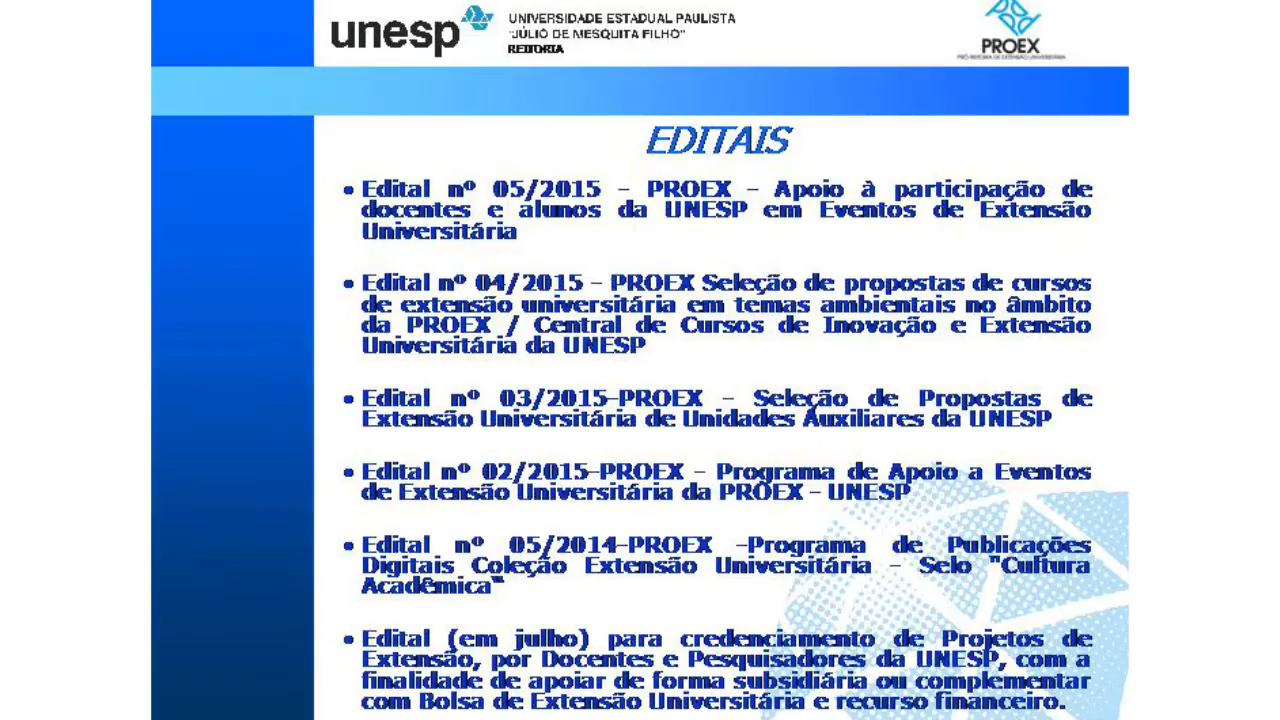 unesp
UNIVERSIDADE ESTADUAL PAULISTA
"JÚLIO DE MESQUITA FILHO"
REITORIA
PROEX
PRÓ-REITORIA DE EXTENSÃO UNIVERSITÁRIA
EDITAIS
• Edital nº 05/2015 - PROEX - Apoio à participação de
docentes e alunos da UNESP em Eventos de Extensão
Universitária
• Edital nº 04/2015 - PROEX Seleção de propostas de cursos
de extensão universitária em temas ambientais no âmbito
da PROEX / Central de Cursos de Inovação e Extensão
Universitária da UNESP
• Edital nº 03/2015-PROEX - Seleção de Propostas de
Extensão Universitária de Unidades Auxiliares da UNESP
• Edital nº 02/2015-PROEX - Programa de Apoio a Eventos
de Extensão Universitária da PROEX - UNESP
• Edital nº 05/2014-PROEX -Programa de Publicações
Digitais Coleção Extensão Universitária - Selo "Cultura
Acadêmica"
• Edital (em julho) para credenciamento de Projetos de
Extensão, por Docentes e Pesquisadores da UNESP, com a
finalidade de apoiar de forma subsidiária ou complementar
com Bolsa de Extensão Universitária e recurso financeiro.